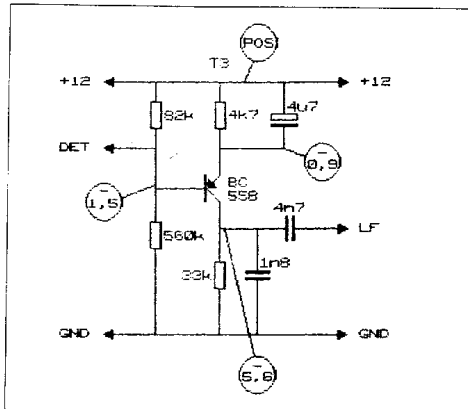 POS
T3
+12
+12
82k
4k7
4u7
DET
0,9
BC
558
1,5
4n7
560k
LF
33k
1n8
GND
GND
5,6